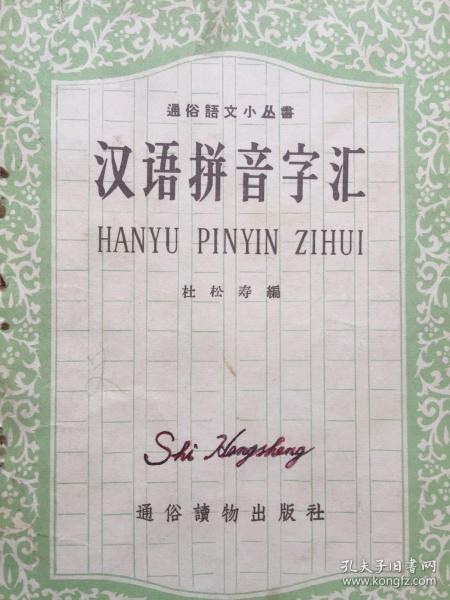 通俗語文小丛書
汉语拼音字汇
HANYU PINYIN ZIHUI
杜松寿編
Shi Hengsheng
通俗讀物出版社
孔夫子旧书网
www.kongfz.com